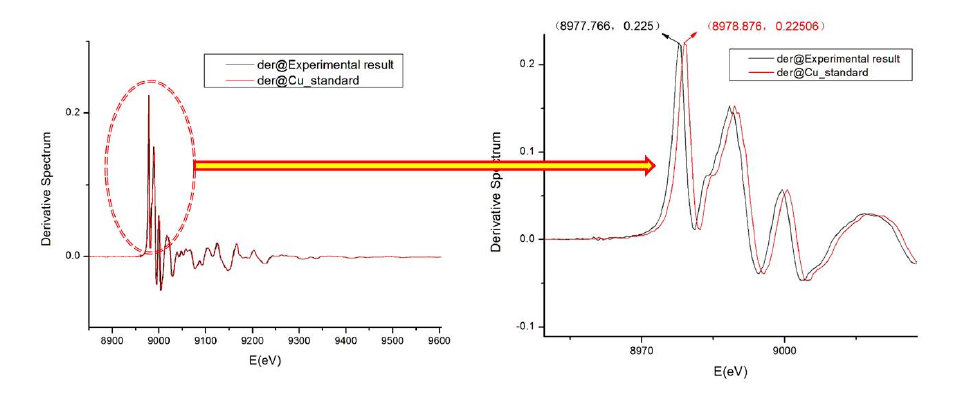 der@Experimental result
der@Cu_standard
0.2
0.0
Derivative Spectrum
8900 9000 9100 9200 9300 9400 9500 9600
E(eV)
(8977.766, 0.225) (8978.876, 0.22506)
der@Experimental result
der@Cu_standard
0.2
0.1
0.0
-0.1
Derivative Spectrum
8970 9000
E(eV)